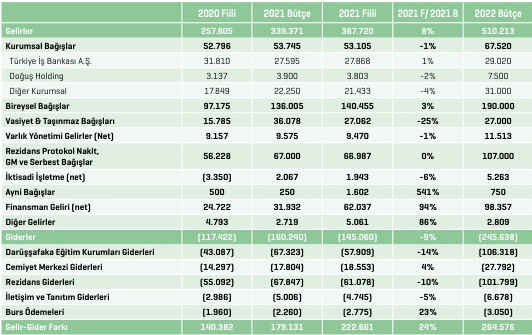 2020 Fiili 2021 Bütçe 2021 Fiili 2021 F/ 2021 B 2022 Bütçe
Gelirler 257.805 339.371 367.720 8% 510.213
Kurumsal Bağışlar 52.796 53.745 53.105 -1% 67.520
Türkiye İş Bankası A.Ş. 31.810 27.595 27.868 1% 29.020
Doğuş Holding 3.137 3.900 3.803 -2% 7.500
Diğer Kurumsal 17.849 22.250 21.433 -4% 31.000
Bireysel Bağışlar 97.175 136.005 140.455 3% 190.000
Vasiyet & Taşınmaz Bağışları 15.785 36.078 27.062 -25% 27.000
Varlık Yönetimi Gelirler (Net) 9.157 9.575 9.470 -1% 11.513
Rezidans Protokol Nakit,
GM ve Serbest Bağışlar 56.228 67.000 66.987 0% 107.000
İktisadi İşletme (net) (3.350) 2.067 1.943 -6% 5.263
Ayni Bağışlar 500 250 1.602 541% 750
Finansman Geliri (net) 24.722 31.932 62.037 94% 98.357
Diğer Gelirler 4.793 2.719 5.061 86% 2.809
Giderler (117.422) (160.240) (145.060) -9% (245.638)
Darüşşafaka Eğitim Kurumları Giderleri (43.087) (67.323) (57.909) -14% (106.318)
Cemiyet Merkezi Giderleri (14.297) (17.804) (18.553) 4% (27.792)
Rezidans Giderleri (55.092) (67.847) (61.078) -10% (101.799)
İletişim ve Tanıtım Giderleri (2.986) (5.006) (4.745) -5% (6.678)
Burs Ödemeleri (1.960) (2.260) (2.775) 23% (3.050)
Gelir-Gider Farkı 140.382 179.131 222.661 24% 264.576